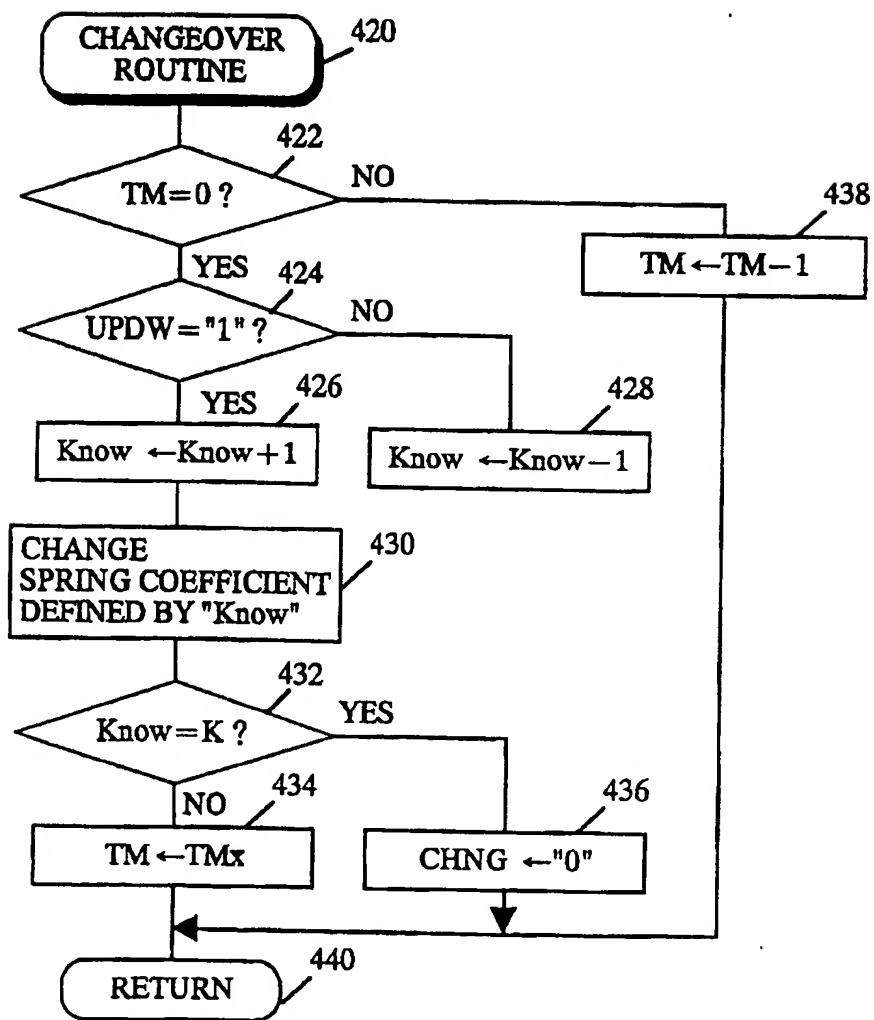 CHANGEOVER
ROUTINE
420
422
TM=0 ?
NO
438
TM←TM−1
YES
424
UPDW="1" ?
NO
YES
426
Know ←Know+1
428
Know ←Know−1
CHANGE
SPRING COEFFICIENT
DEFINED BY "Know"
430
432
Know=K ?
YES
NO
434
TM←TMx
436
CHNG ←"0"
RETURN
440